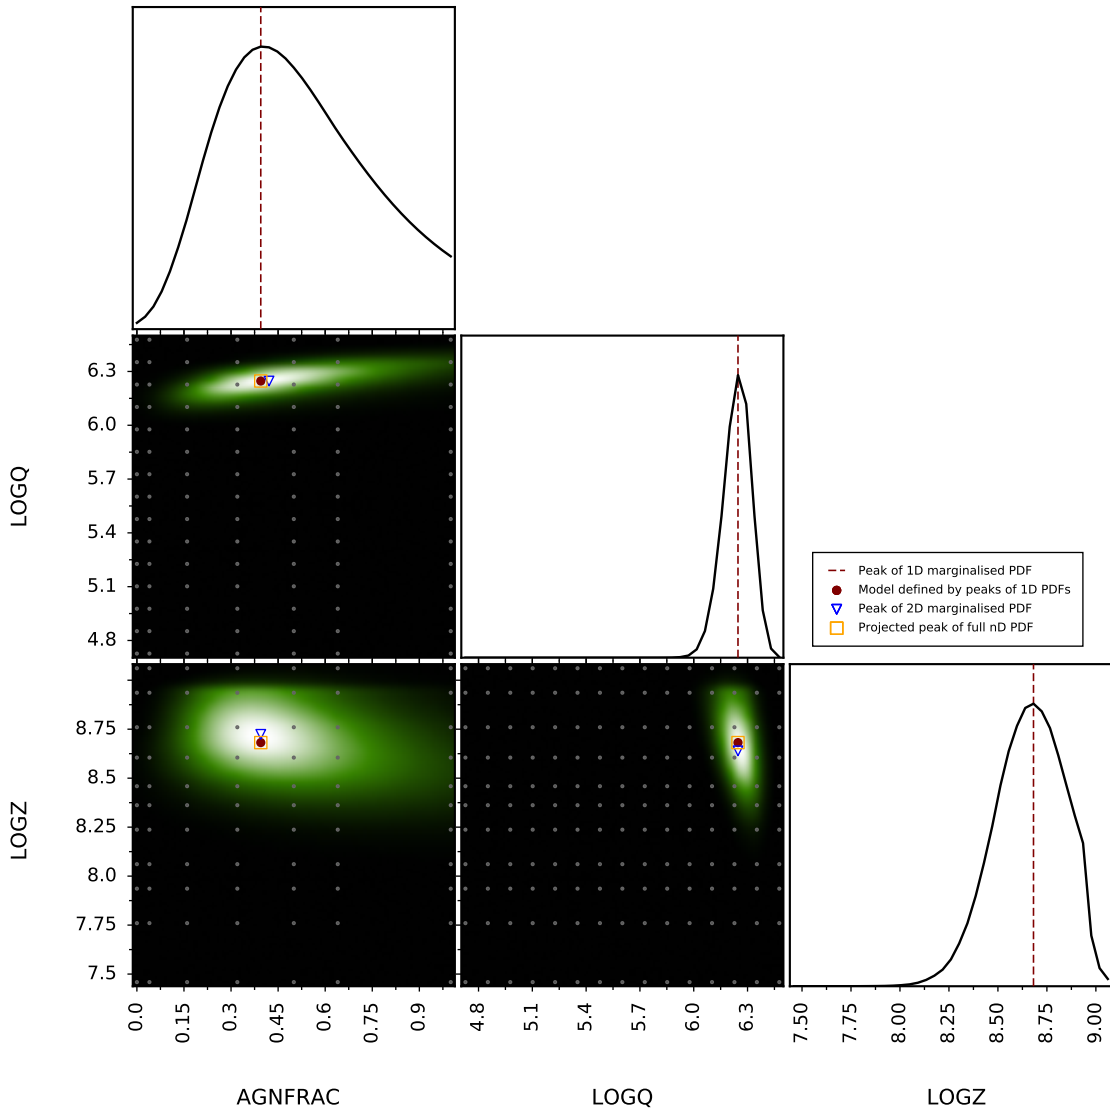 6.3
6.0
5.7
5.4
5.1
4.8
LOGQ
Peak of 1D marginalised PDF
Model defined by peaks of 1D PDFs
Peak of 2D marginalised PDF
Projected peak of full nD PDF
8.75
8.5
8.25
8.0
7.75
7.5
LOGZ
0.0 0.15 0.3 0.45 0.6 0.75 0.9
4.8 5.1 5.4 5.7 6.0 6.3
7.50 7.75 8.00 8.25 8.50 8.75 9.00
AGNFRAC LOGQ LOGZ